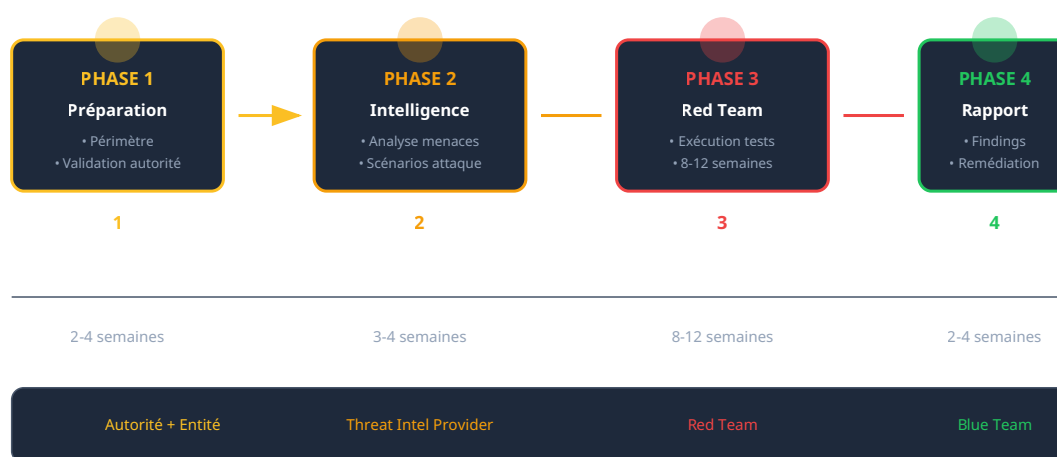 PHASE 1
Préparation
• Périmètre
• Validation autorité
1
PHASE 2
Intelligence
• Analyse menaces
• Scénarios attaque
2
PHASE 3
Red Team
• Exécution tests
• 8-12 semaines
3
PHASE 4
Rapport
• Findings
• Remédiation
4
2-4 semaines
3-4 semaines
8-12 semaines
2-4 semaines
Autorité + Entité
Threat Intel Provider
Red Team
Blue Team